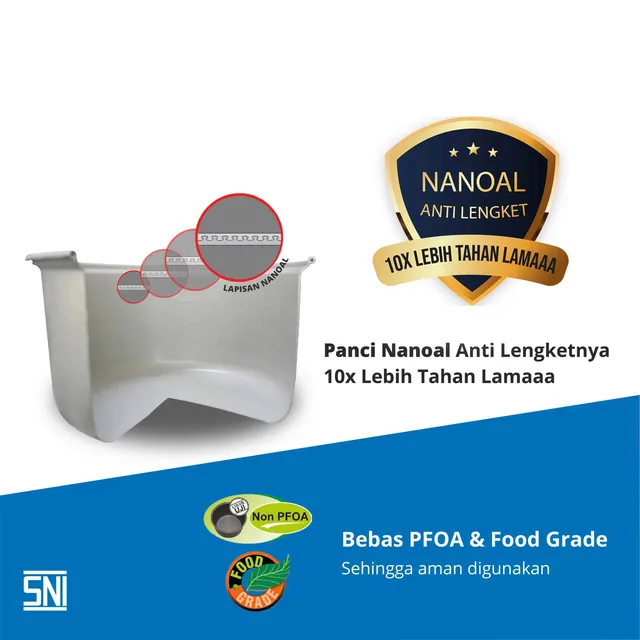 NANOAL
ANTI LENGKET
10X LEBIH TAHAN LAMAAA
LAPISAN NANOAL
Panci Nanoal Anti Lengketnya
10x Lebih Tahan Lamaaa
Non PFOA
Bebas PFOA & Food Grade
FOOD
GRADE
Sehingga aman digunakan
SNI